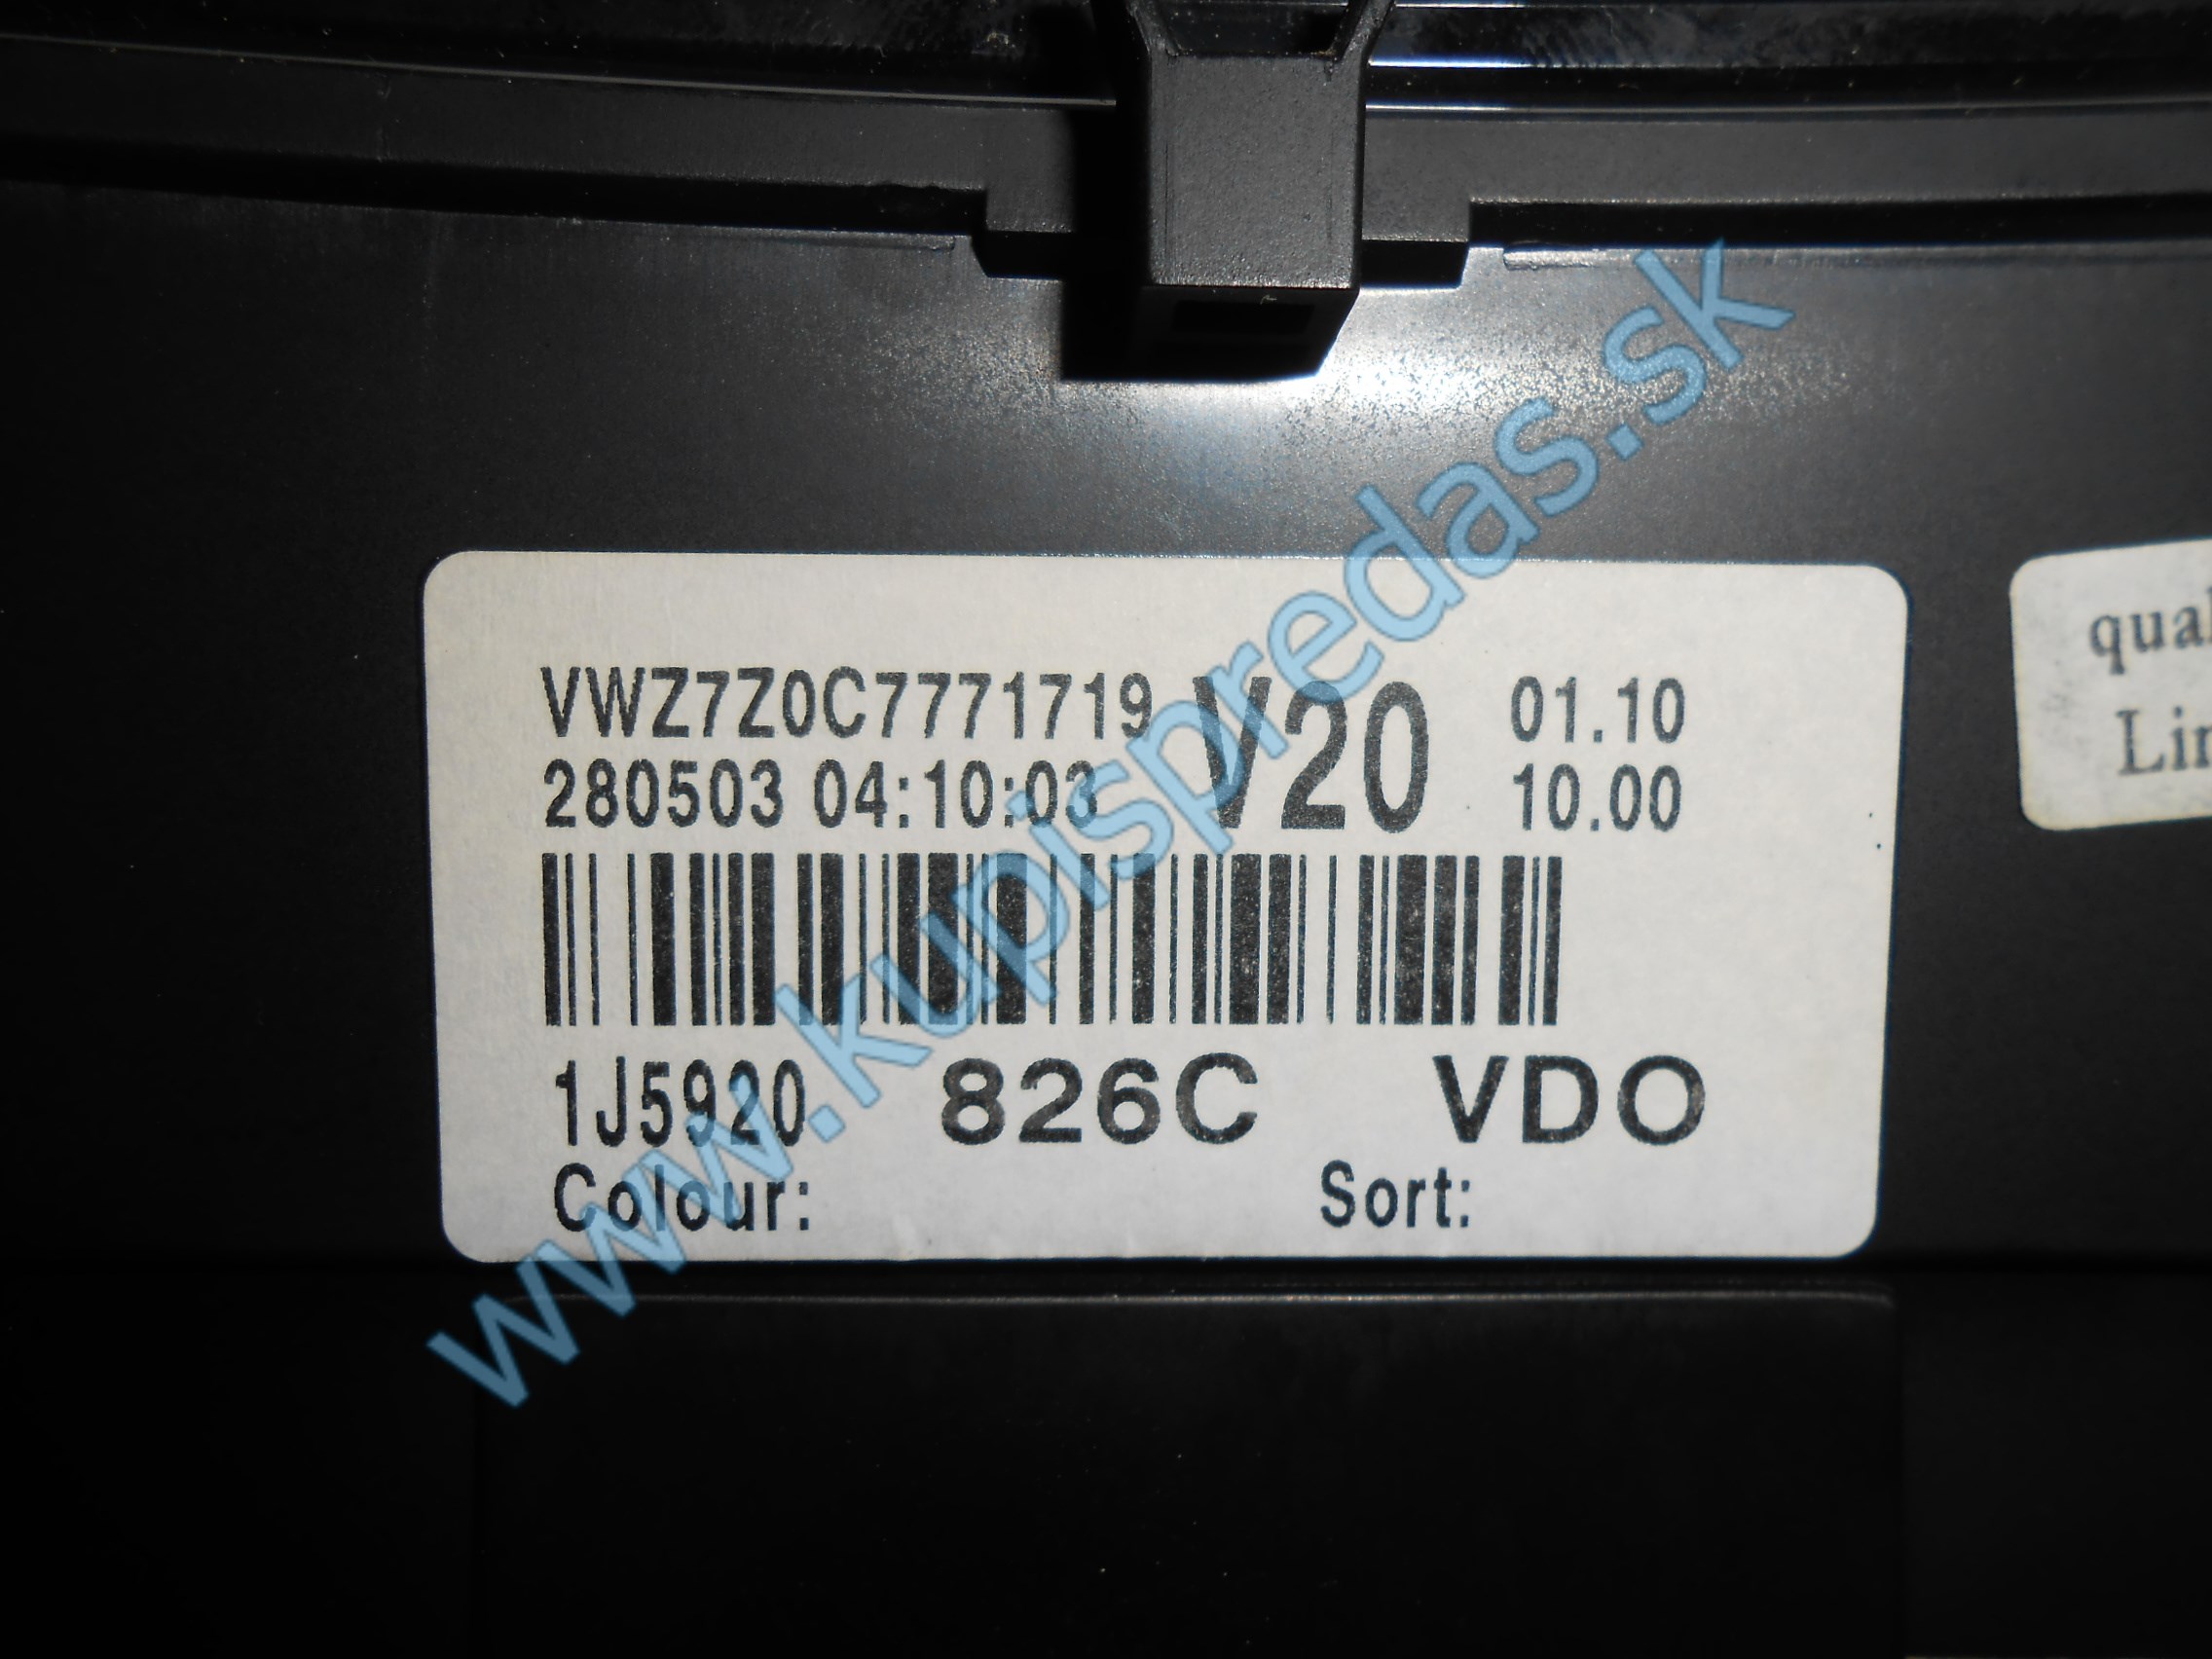 VWZ7Z0C7771719 V20 01.10
280503 04:10:03 10.00
1J5920 826C VDO
Colour: Sort:
www.kupispredas.sk